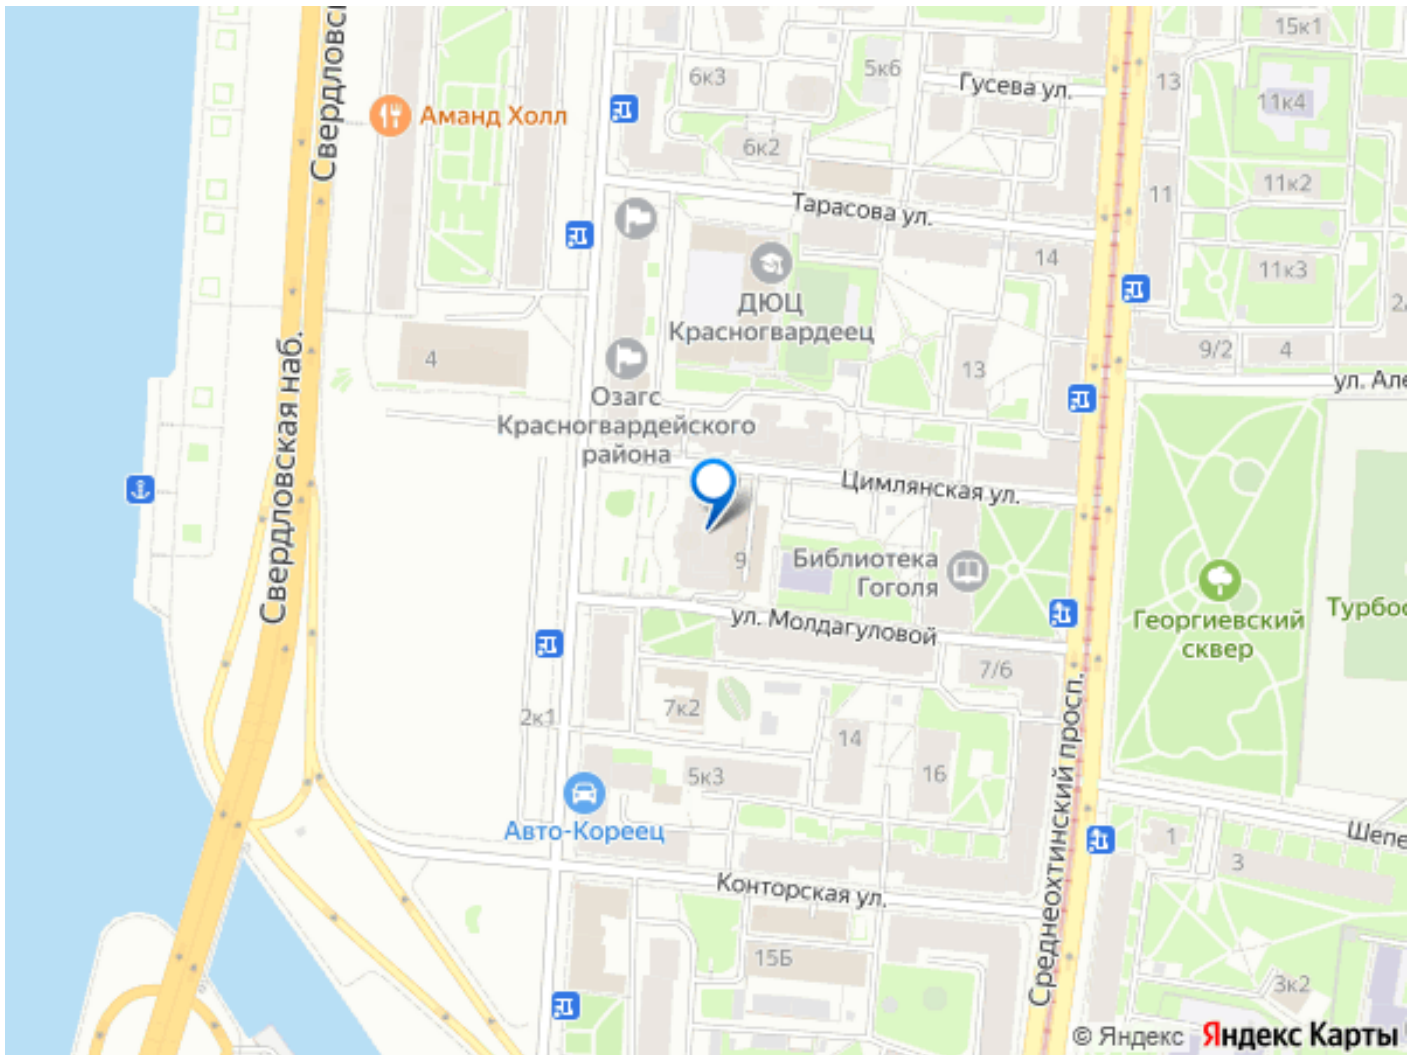 15к1
Свердловс
6к3
5к6
Гусева ул.
13
11к4
Аманд Холл
6к2
11к2
11
Тарасова ул.
14
11к3
ДЮЦ
Красногвардеец
2/
4
9/2
4
13
ул. Але
Свердловская наб.
Озагс
Красногвардейского
района
Цимлянская ул.
9
Библиотека
Гоголя
ул. Молдагуловой
Георгиевский
сквер
Турбос
7/6
7к2
2к1
14
16
5к3
Среднеохтинский просп.
Авто-Кореец
1
Шепе
3
Конторская ул.
15Б
3к2
© Яндекс Яндекс Карты